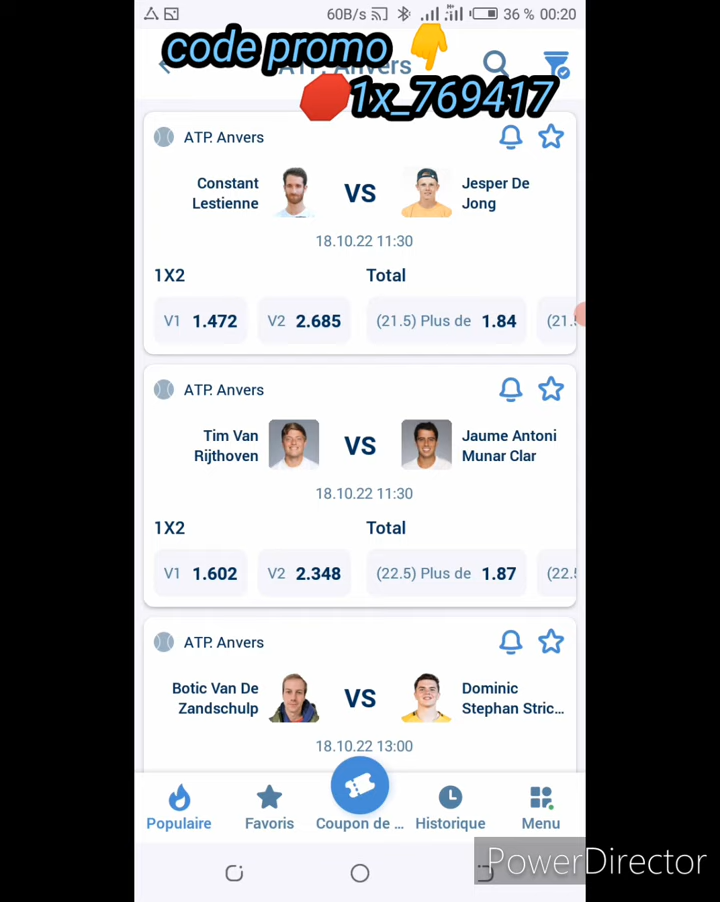 60B/s 36 % 00:20
code promo
ATP. Anvers
1x_769417
ATP. Anvers
Constant Lestienne VS Jesper De Jong
18.10.22 11:30
1X2 Total
V1 1.472 V2 2.685 (21.5) Plus de 1.84 (21.5
ATP. Anvers
Tim Van Rijthoven VS Jaume Antoni Munar Clar
18.10.22 11:30
1X2 Total
V1 1.602 V2 2.348 (22.5) Plus de 1.87 (22.5
ATP. Anvers
Botic Van De Zandschulp VS Dominic Stephan Stric...
18.10.22 13:00
Populaire Favoris Coupon de ... Historique Menu
PowerDirector